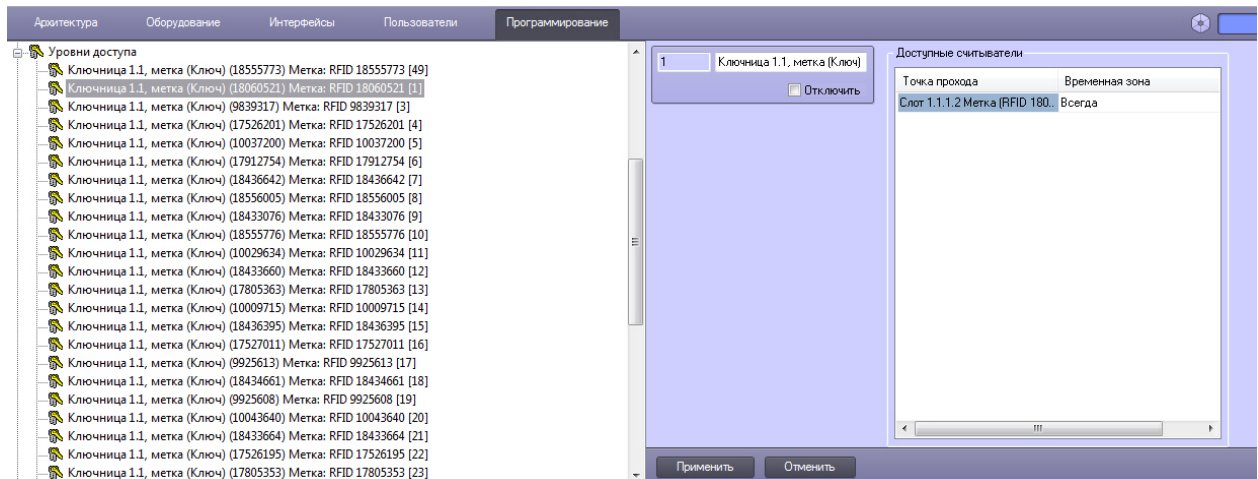 Архитектура Оборудование Интерфейсы Пользователи Программирование
Уровни доступа
Ключница 1.1, метка (Ключ) (18555773) Метка: RFID 18555773 [49]
Ключница 1.1, метка (Ключ) (18060521) Метка: RFID 18060521 [1]
Ключница 1.1, метка (Ключ) (9839317) Метка: RFID 9839317 [3]
Ключница 1.1, метка (Ключ) (17526201) Метка: RFID 17526201 [4]
Ключница 1.1, метка (Ключ) (10037200) Метка: RFID 10037200 [5]
Ключница 1.1, метка (Ключ) (17912754) Метка: RFID 17912754 [6]
Ключница 1.1, метка (Ключ) (18436642) Метка: RFID 18436642 [7]
Ключница 1.1, метка (Ключ) (18556005) Метка: RFID 18556005 [8]
Ключница 1.1, метка (Ключ) (18433076) Метка: RFID 18433076 [9]
Ключница 1.1, метка (Ключ) (18555776) Метка: RFID 18555776 [10]
Ключница 1.1, метка (Ключ) (10029634) Метка: RFID 10029634 [11]
Ключница 1.1, метка (Ключ) (18433660) Метка: RFID 18433660 [12]
Ключница 1.1, метка (Ключ) (17805363) Метка: RFID 17805363 [13]
Ключница 1.1, метка (Ключ) (10009715) Метка: RFID 10009715 [14]
Ключница 1.1, метка (Ключ) (18436395) Метка: RFID 18436395 [15]
Ключница 1.1, метка (Ключ) (17527011) Метка: RFID 17527011 [16]
Ключница 1.1, метка (Ключ) (9925613) Метка: RFID 9925613 [17]
Ключница 1.1, метка (Ключ) (18434661) Метка: RFID 18434661 [18]
Ключница 1.1, метка (Ключ) (9925608) Метка: RFID 9925608 [19]
Ключница 1.1, метка (Ключ) (10043640) Метка: RFID 10043640 [20]
Ключница 1.1, метка (Ключ) (18433664) Метка: RFID 18433664 [21]
Ключница 1.1, метка (Ключ) (17526195) Метка: RFID 17526195 [22]
Ключница 1.1, метка (Ключ) (17805353) Метка: RFID 17805353 [23]
1 Ключница 1.1, метка (Ключ)
Отключить
Доступные считыватели
Точка прохода Временная зона
Слот 1.1.1.2 Метка (RFID 180.. Всегда
Применить Отменить